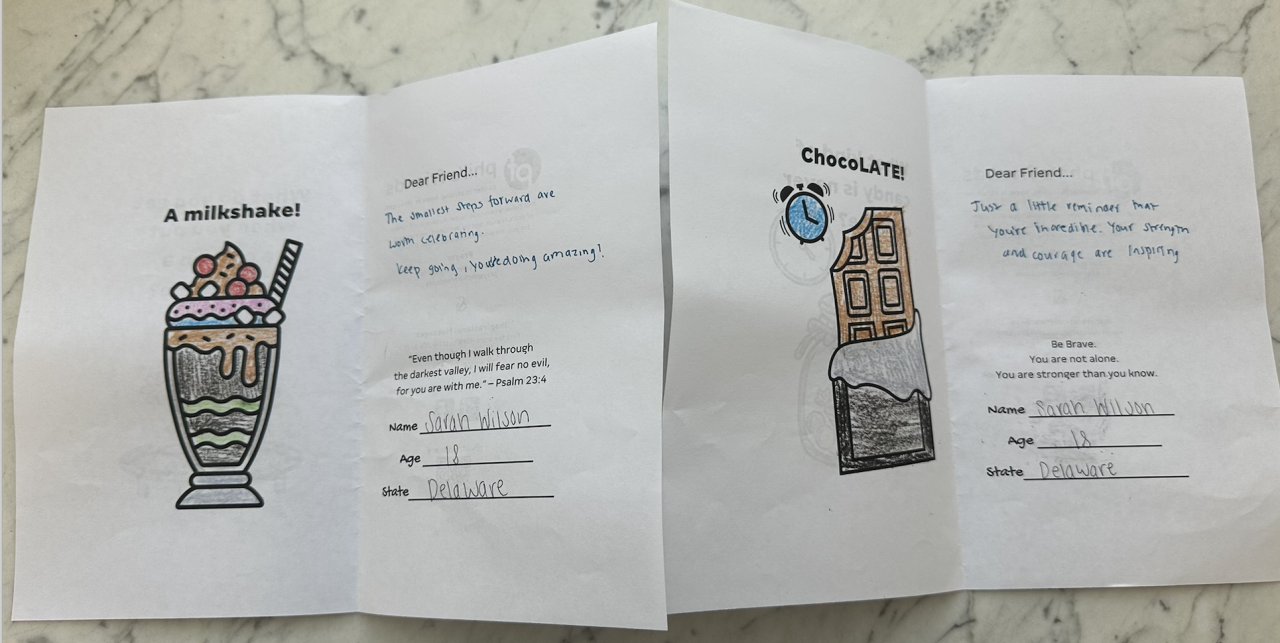 A milkshake!
Dear Friend...
The smallest steps forward are
worth celebrating.
Keep going, you're doing amazing!
"Even though I walk through
the darkest valley, I will fear no evil,
for you are with me." – Psalm 23:4
Name Sarah Wilson
Age 18
State Delaware
ChocoLATE!
Dear Friend...
Just a little reminder that
you're incredible. Your strength
and courage are inspiring
Be Brave.
You are not alone.
You are stronger than you know.
Name Sarah Wilson
Age 18
State Delaware